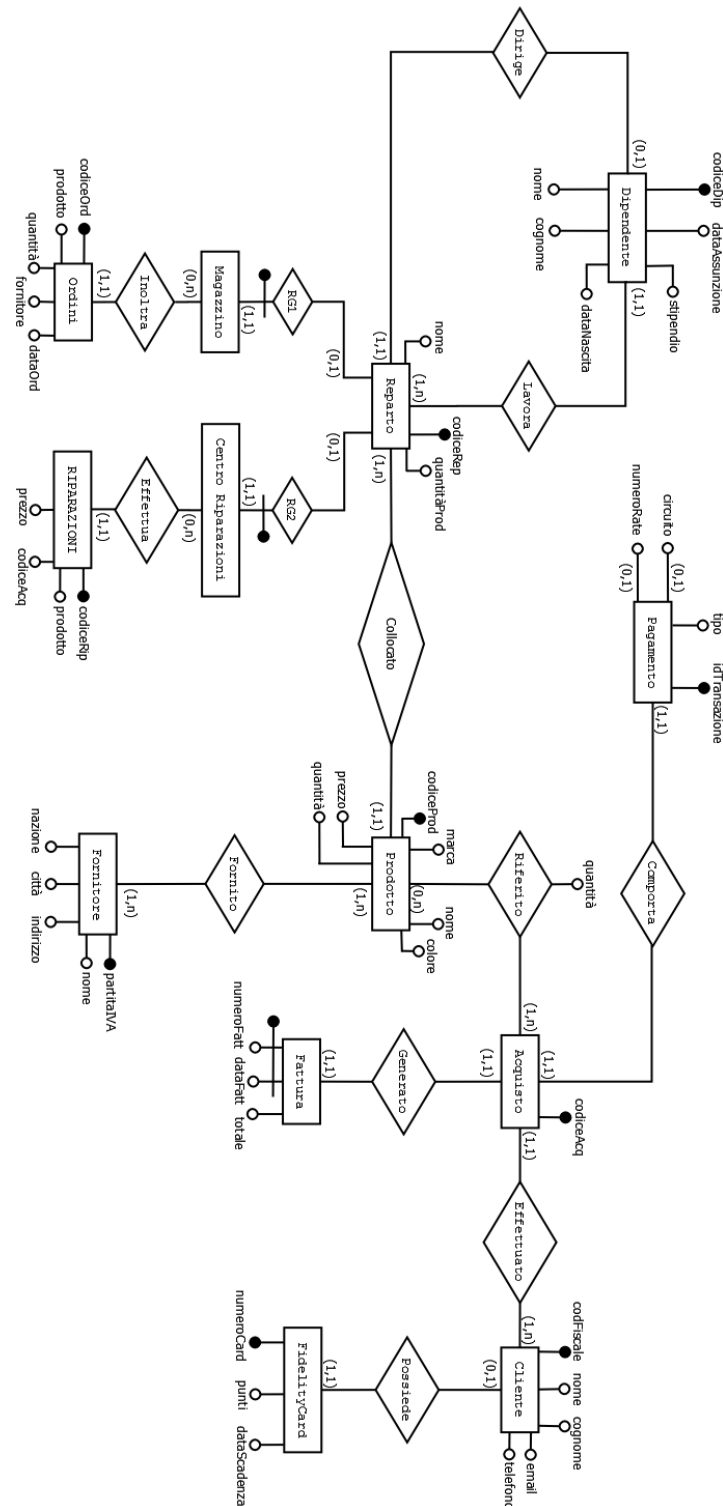 Dirige
(0,1)
codiceDip
dataAssunzione
nome
Dipendente
cognome
(1,1)
stipendio
dataNascita
codiceOrd
prodotto
quantità
(1,1)
Ordini
fornitore
dataOrd
Inoltra
(0,n)
Magazzino
(1,1)
RG1
(0,1)
nome
(1,1)
(1,n)
Reparto
Lavora
codiceRep
(1,n)
quantitàProd
(0,1)
RG2
(1,1)
Centro Riparazioni
(0,n)
Effettua
(1,1)
RIPARAZIONI
prezzo
codiceAcq
prodotto
codiceRip
circuito
numeroRate
(0,1)
(0,1)
tipo
Pagamento
idTransazione
(1,1)
Collocato
prezzo
quantità
codiceProd
(1,1)
marca
Prodotto
(1,n)
(0,n)
nome
colore
Riferito
quantità
Comporta
Fornito
(1,n)
Fornitore
nazione
città
indirizzo
nome
partitaIVA
(1,n)
(1,1)
Acquisto
(1,1)
codiceAcq
(1,1)
Generato
(1,1)
Fattura
numeroFatt
dataFatt
totale
Effettuato
(1,n)
codFiscale
Cliente
nome
cognome
email
telefono
(0,1)
Possiede
(1,1)
FidelityCard
numeroCard
punti
dataScadenza